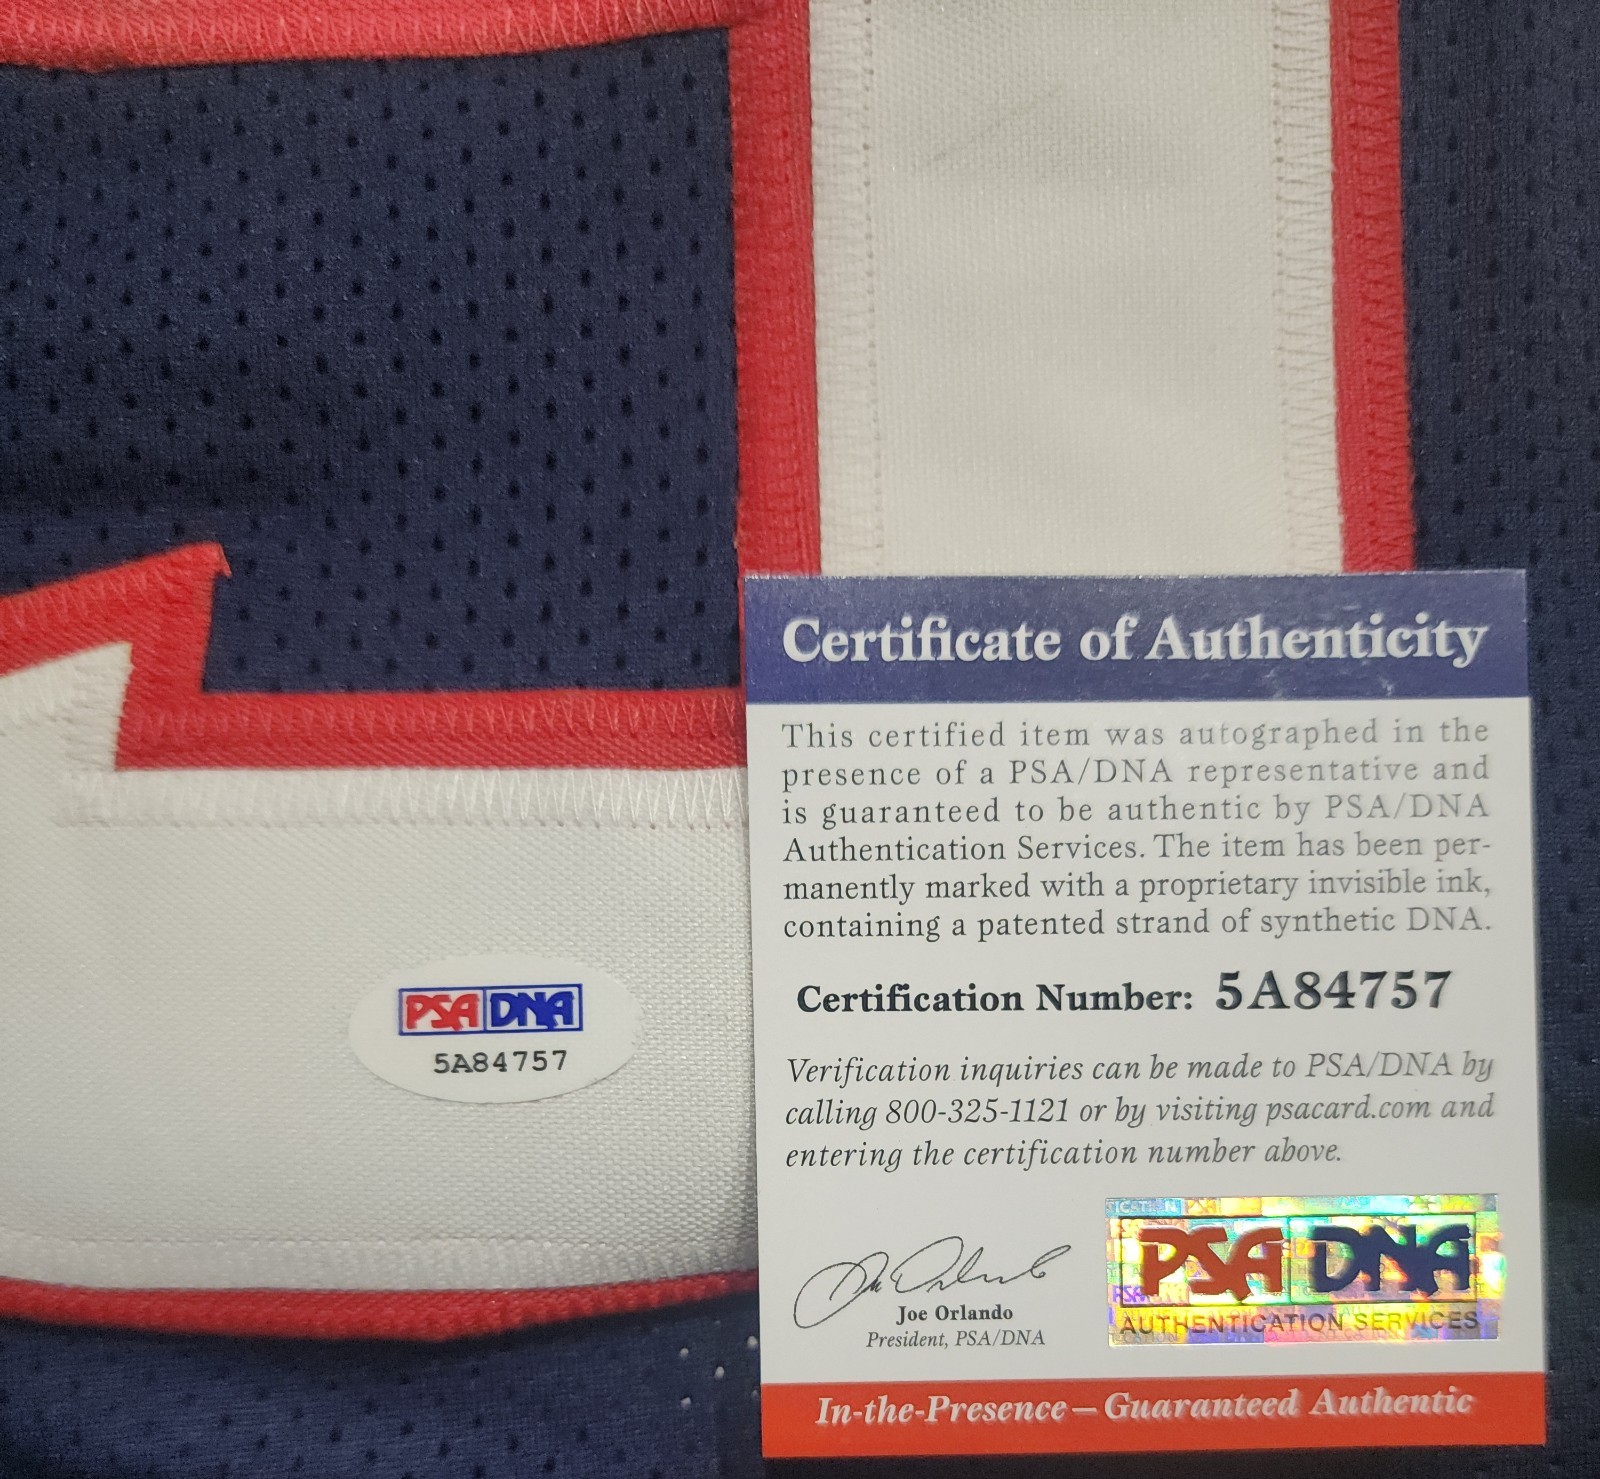 Certificate of Authenticity
This certified item was autographed in the
presence of a PSA/DNA representative and
is guaranteed to be authentic by PSA/DNA
Authentication Services. The item has been per-
manently marked with a proprietary invisible ink,
containing a patented strand of synthetic DNA.
Certification Number: 5A84757
Verification inquiries can be made to PSA/DNA by
calling 800-325-1121 or by visiting psacard.com and
entering the certification number above.
Joe Orlando
President, PSA/DNA
PSA DNA
AUTHENTICATION SERVICES
In-the-Presence – Guaranteed Authentic
PSA DNA
5A84757